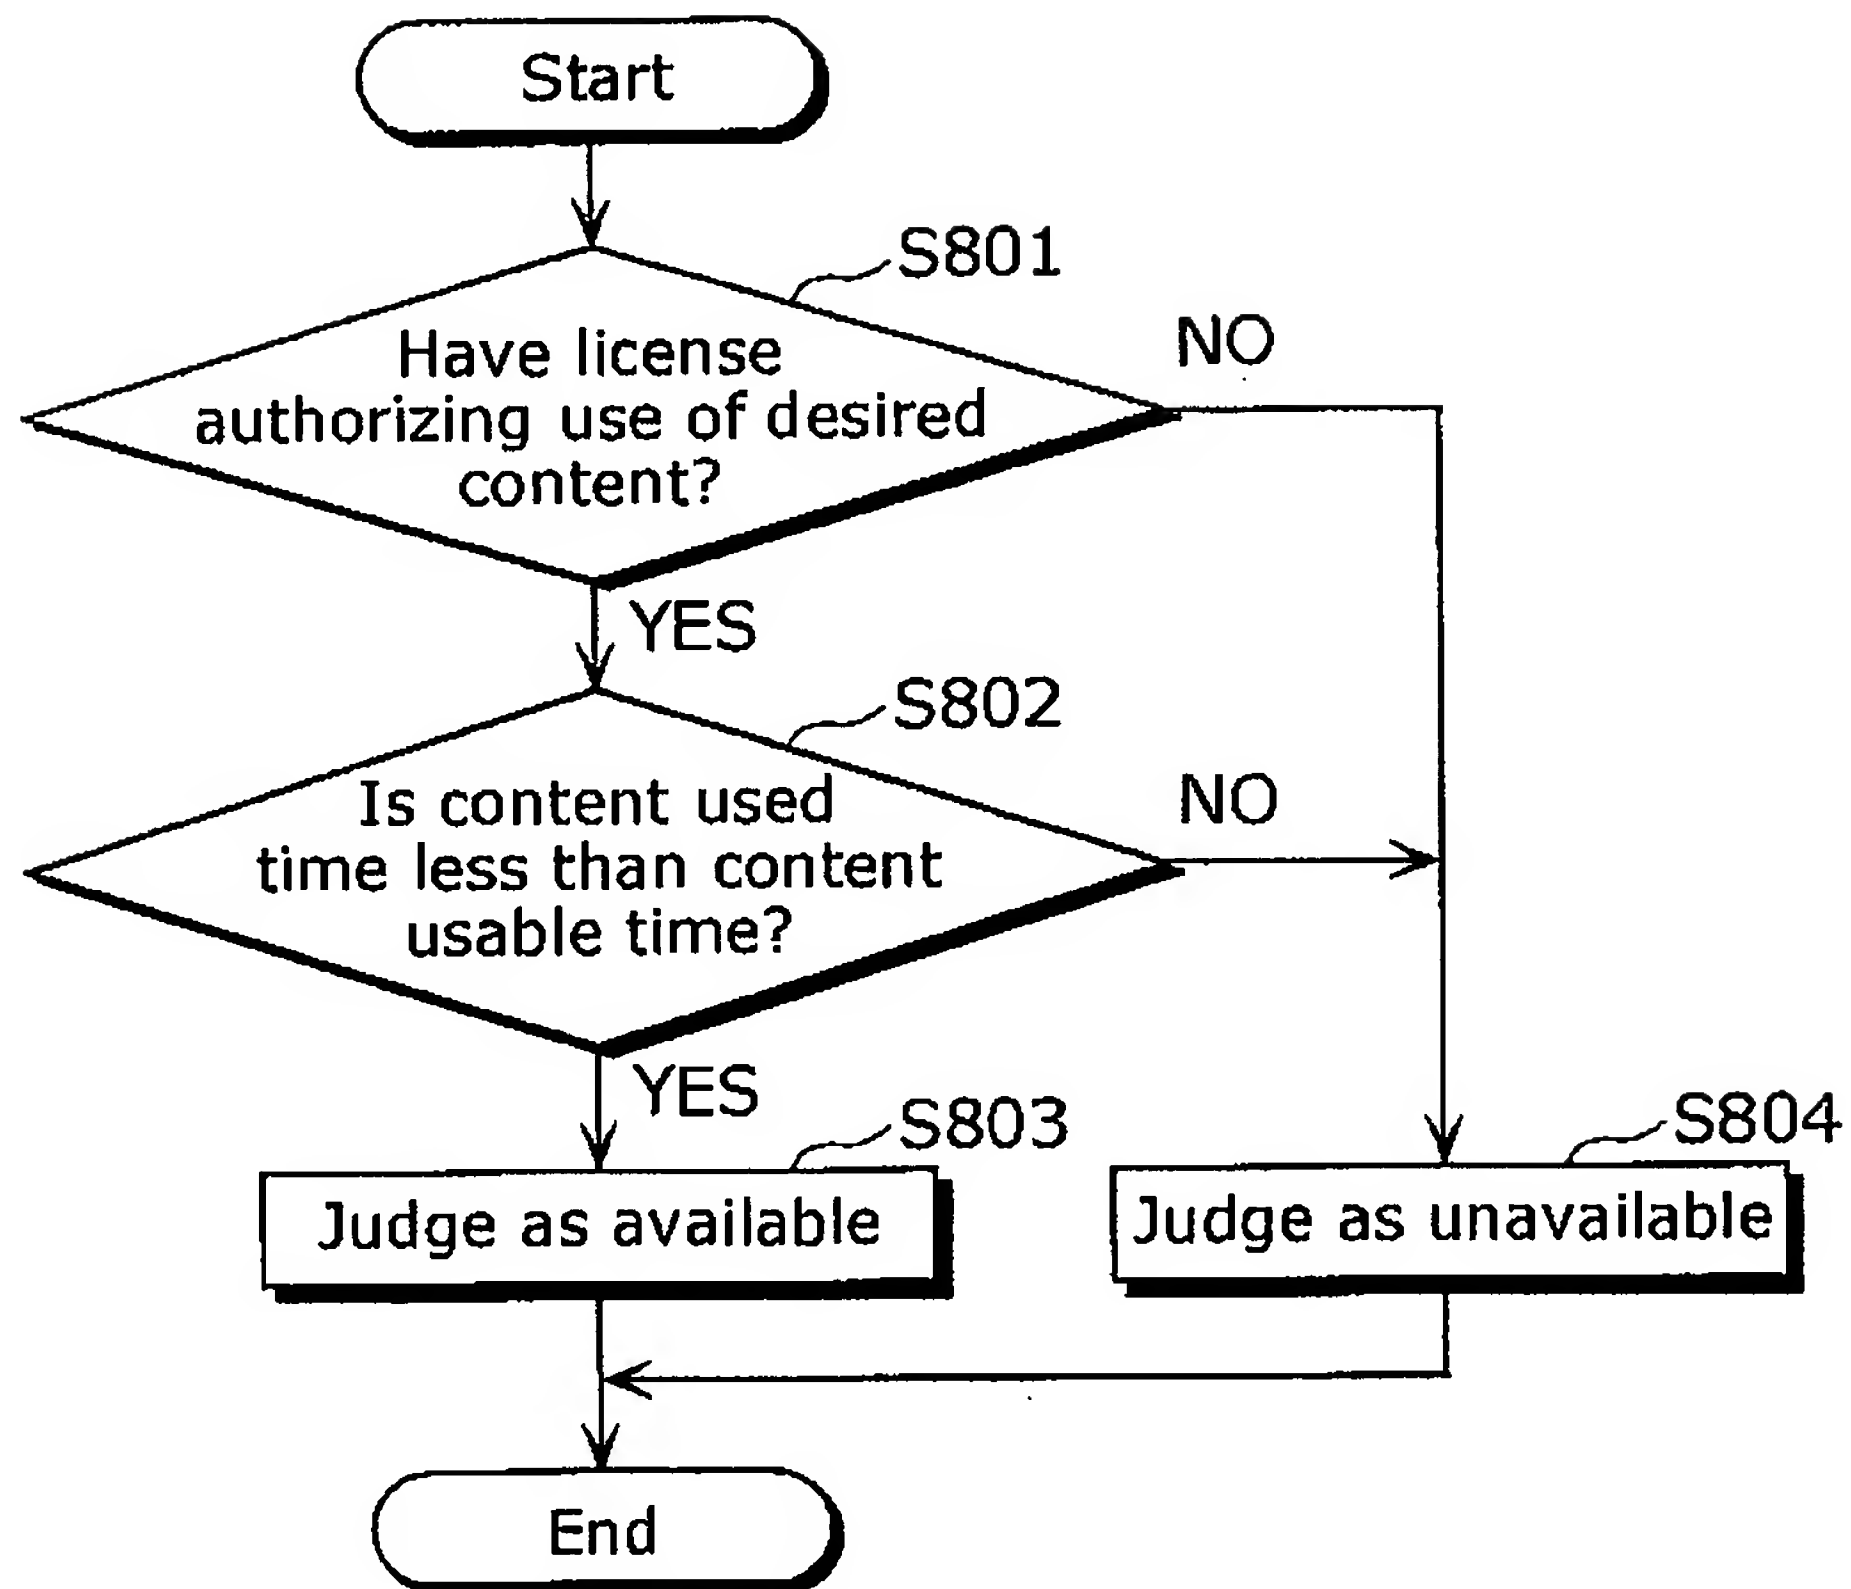 Start
S801
Have license
authorizing use of desired
content?
NO
YES
S802
Is content used
time less than content
usable time?
NO
YES
S803
Judge as available
S804
Judge as unavailable
End